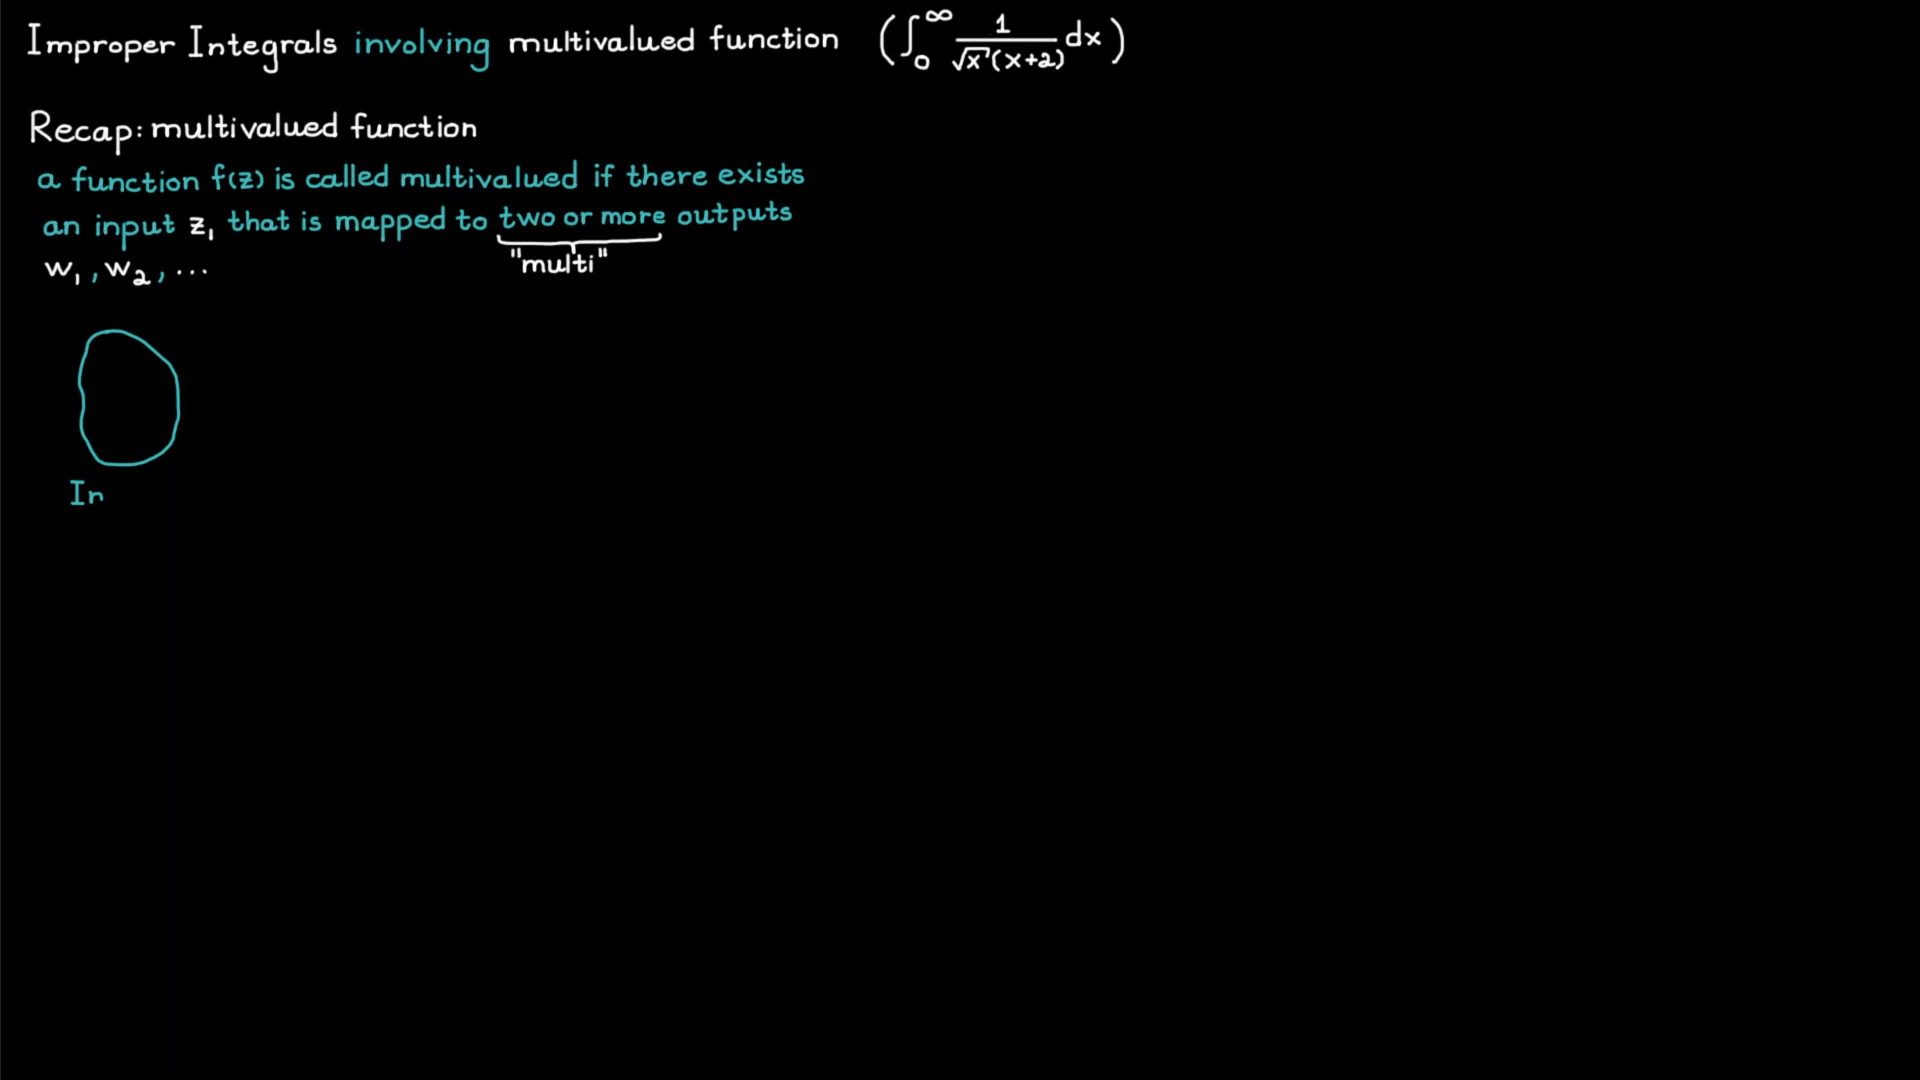 Improper Integrals involving multivalued function (∫₀^∞ 1/(√x (x+2)) dx)
Recap: multivalued function
a function f(z) is called multivalued if there exists
an input z₁ that is mapped to two or more outputs
"multi"
w₁, w₂, ...
In